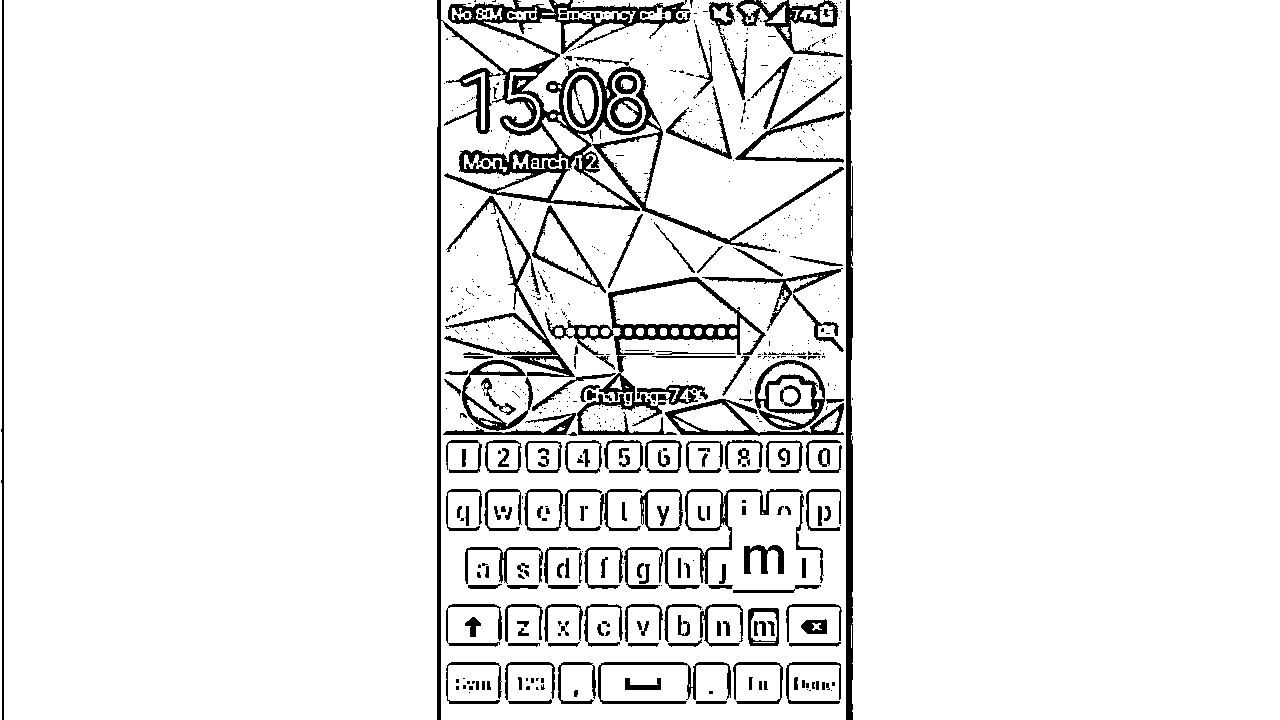 No SIM card – Emergency calls or 74%
15:08
Mon, March 12
Charging: 74%
1 2 3 4 5 6 7 8 9 0
q w e r t y u i o p
a s d f g h j m l
z x c v b n m
Sym 123 , . En Done